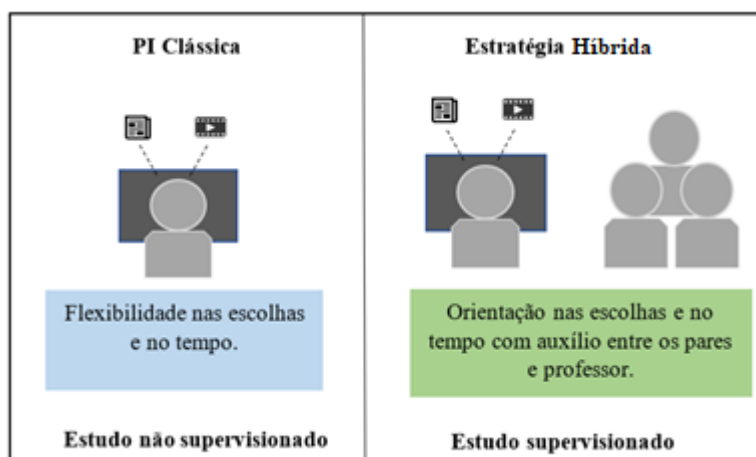 PI Clássica
Flexibilidade nas escolhas
e no tempo.
Estudo não supervisionado
Estratégia Híbrida
Orientação nas escolhas e no
tempo com auxílio entre os pares
e professor.
Estudo supervisionado